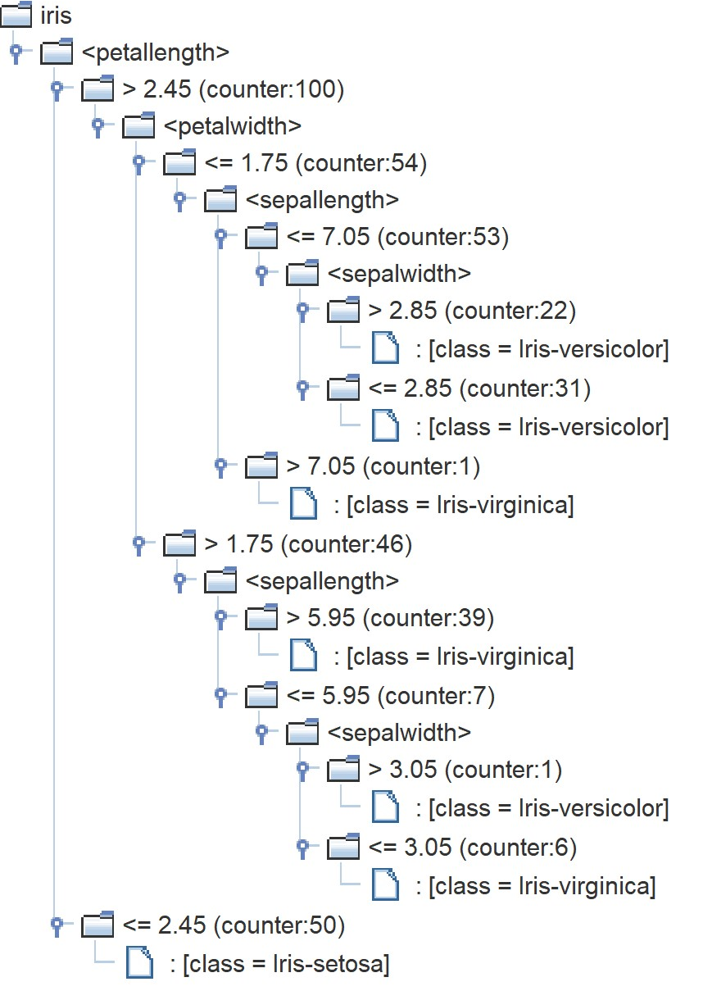 iris
<petallength>
> 2.45 (counter:100)
<petalwidth>
<= 1.75 (counter:54)
<sepallength>
<= 7.05 (counter:53)
<sepalwidth>
> 2.85 (counter:22)
: [class = Iris-versicolor]
<= 2.85 (counter:31)
: [class = Iris-versicolor]
> 7.05 (counter:1)
: [class = Iris-virginica]
> 1.75 (counter:46)
<sepallength>
> 5.95 (counter:39)
: [class = Iris-virginica]
<= 5.95 (counter:7)
<sepalwidth>
> 3.05 (counter:1)
: [class = Iris-versicolor]
<= 3.05 (counter:6)
: [class = Iris-virginica]
<= 2.45 (counter:50)
: [class = Iris-setosa]